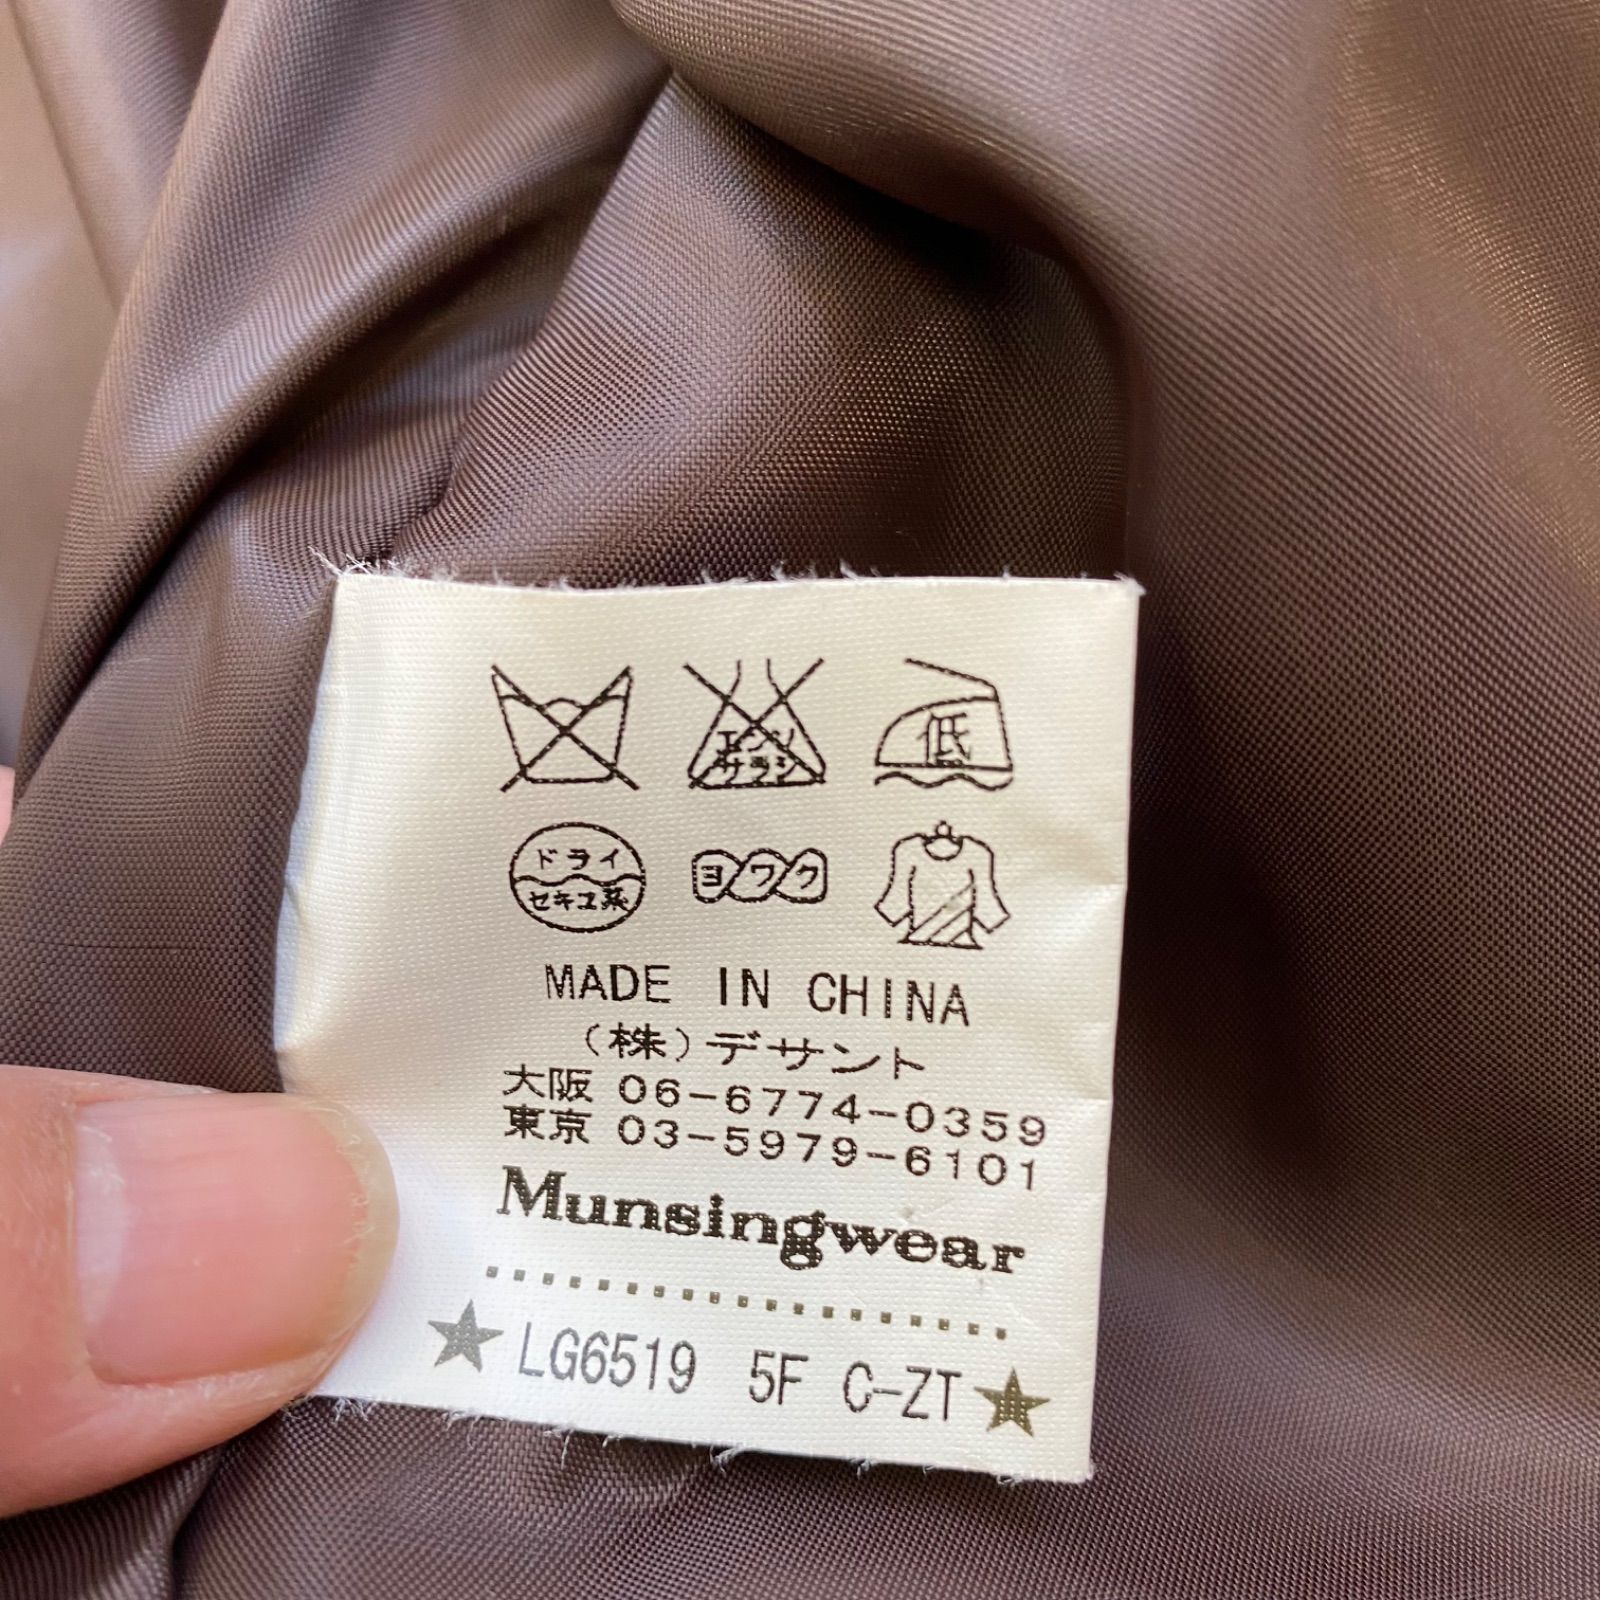 エンソ
サラシ
低
ドライ
セキユ系
ヨワク
MADE IN CHINA
(株)デサント
大阪 06-6774-0359
東京 03-5979-6101
Munsingwear
★LG6519 5F C-ZT★